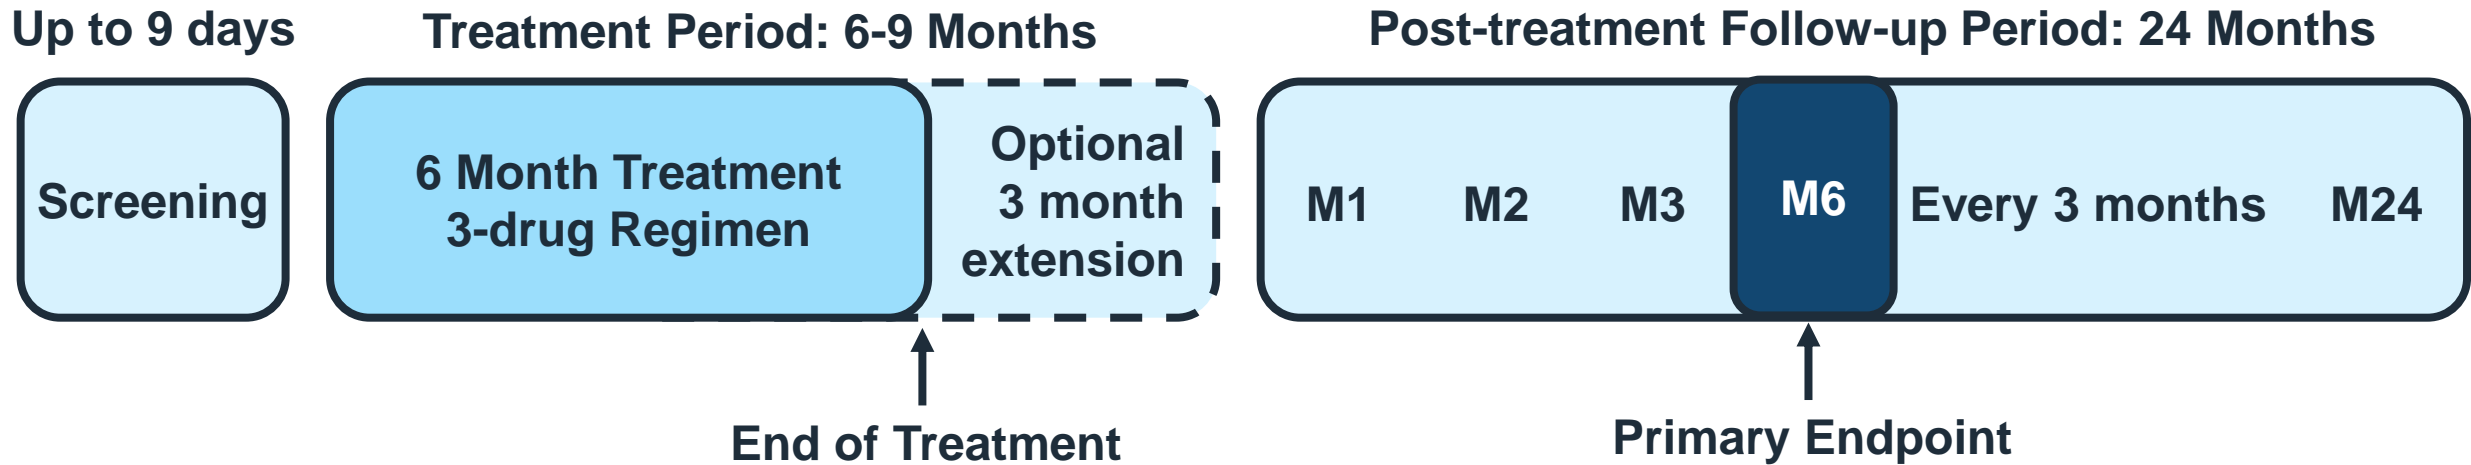 Up to 9 days
Treatment Period: 6-9 Months
Post-treatment Follow-up Period: 24 Months
Screening
6 Month Treatment
3-drug Regimen
Optional
3 month
extension
M1
M2
M3
M6
Every 3 months
M24
End of Treatment
Primary Endpoint